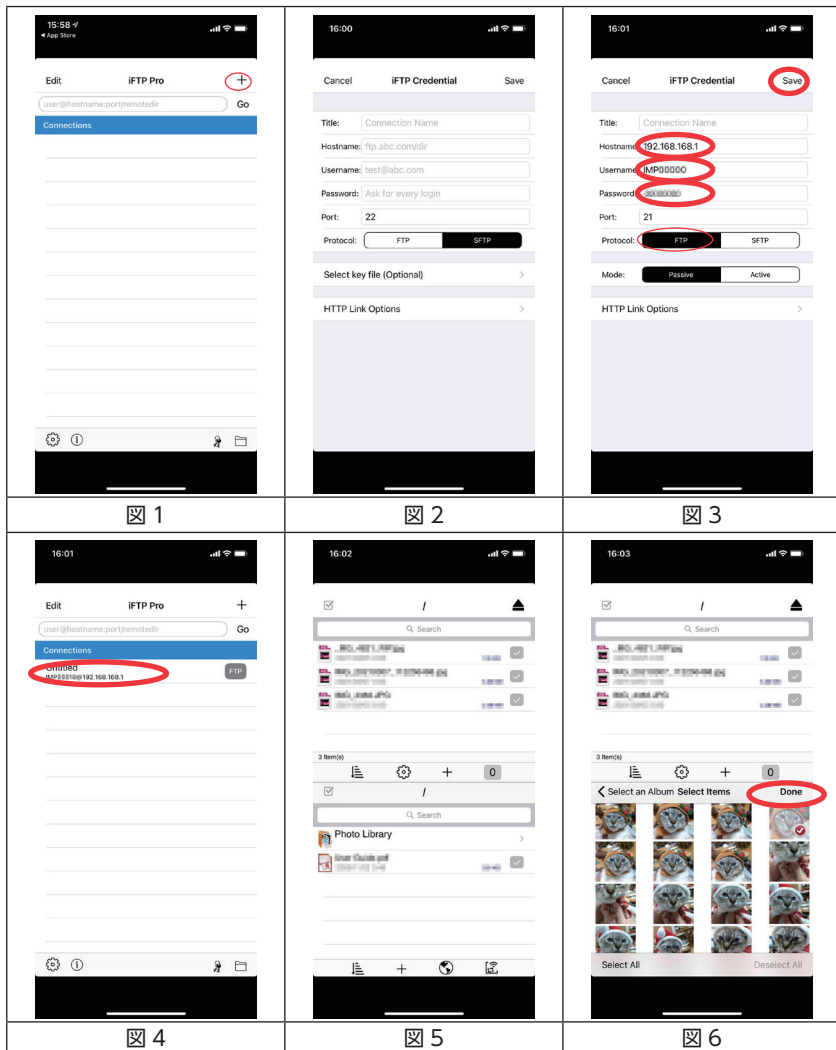 15:58
App Store
Edit
iFTP Pro
+
user@hostname:port/remotedir
Go
Connections
図 1
16:00
Cancel
iFTP Credential
Save
Title:
Connection Name
Hostname:
ftp.abc.com/dir
Username:
test@abc.com
Password:
Ask for every login
Port:
22
Protocol:
FTP
SFTP
Select key file (Optional)
HTTP Link Options
図 2
16:01
Cancel
iFTP Credential
Save
Title:
Connection Name
Hostname
192.168.168.1
Username
IMP00000
Password
Port:
21
Protocol:
FTP
SFTP
Mode:
Passive
Active
HTTP Link Options
図 3
16:01
Edit
iFTP Pro
+
user@hostname:port/remotedir
Go
Connections
Untitled
@192.168.168.1
FTP
図 4
16:02
/
Search
3 Item(s)
+
0
/
Search
Photo Library
+
図 5
16:03
/
Search
3 Item(s)
+
0
Select an Album
Select Items
Done
Select All
Deselect All
図 6